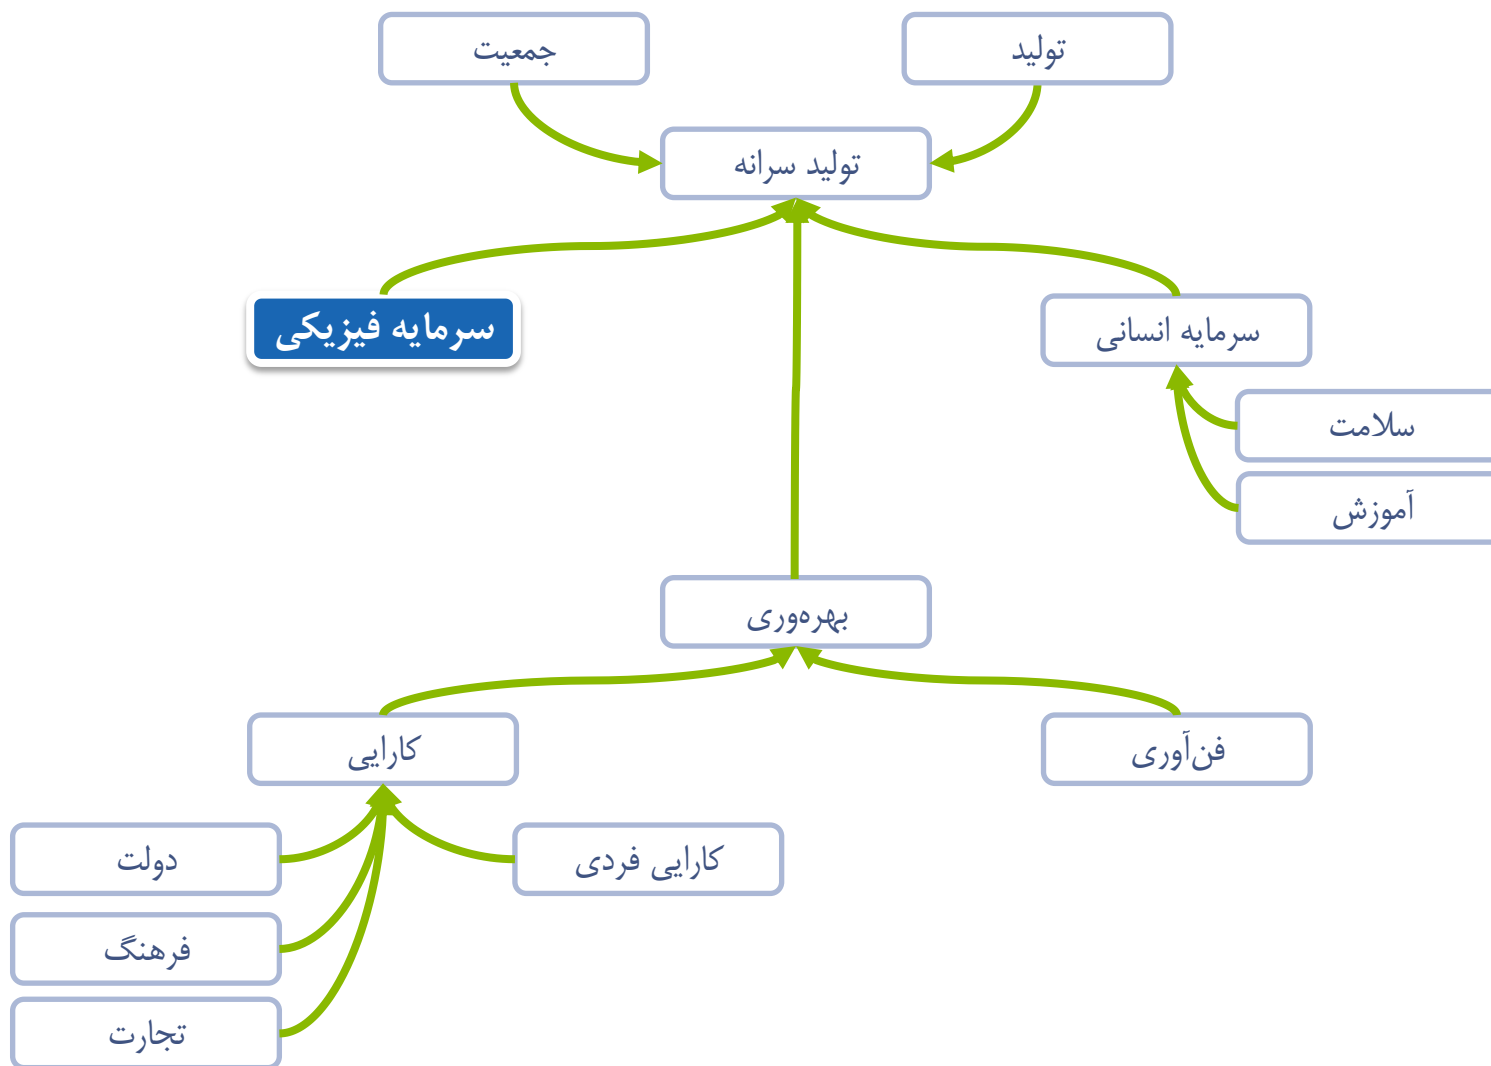 تولید
جمعیت
تولید سرانه
سرمایه انسانی
سرمایه فیزیکی
سلامت
آموزش
بهره‌وری
فن‌آوری
کارایی
کارایی فردی
دولت
فرهنگ
تجارت